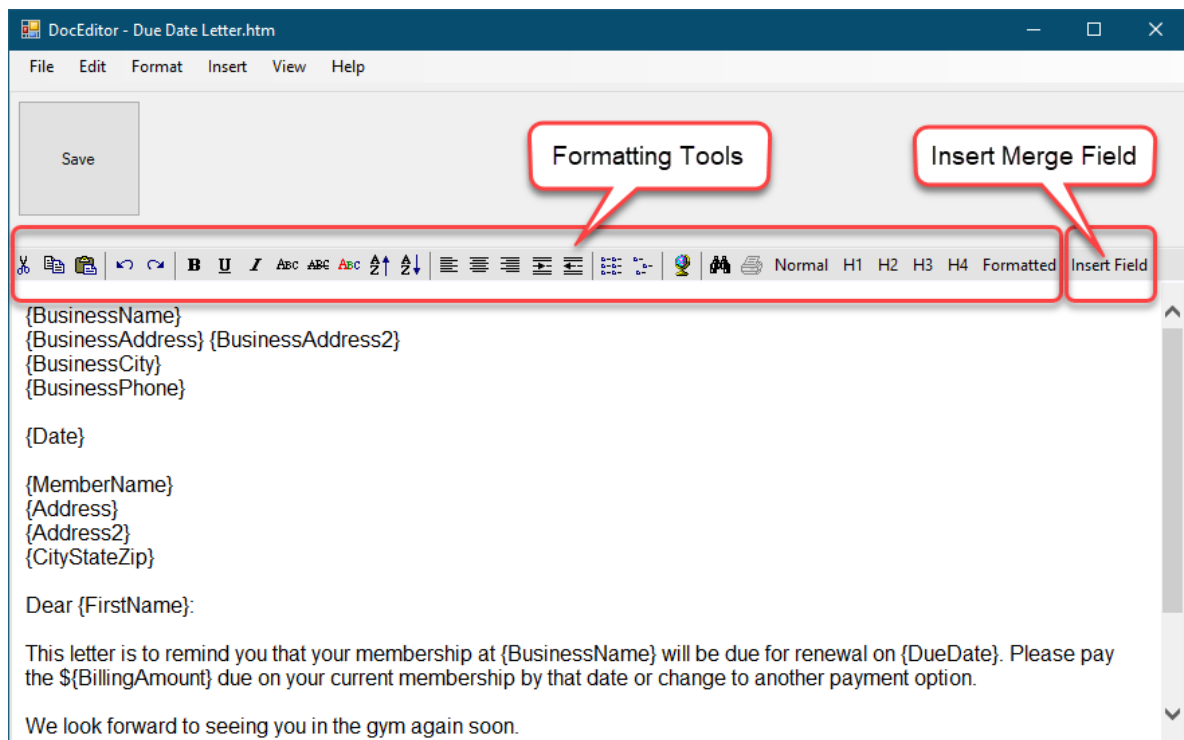 DocEditor - Due Date Letter.htm
File Edit Format Insert View Help
Save
Formatting Tools
Insert Merge Field
B U I ABC ABC ABC Normal H1 H2 H3 H4 Formatted Insert Field
{BusinessName}
{BusinessAddress} {BusinessAddress2}
{BusinessCity}
{BusinessPhone}
{Date}
{MemberName}
{Address}
{Address2}
{CityStateZip}
Dear {FirstName}:
This letter is to remind you that your membership at {BusinessName} will be due for renewal on {DueDate}. Please pay
the ${BillingAmount} due on your current membership by that date or change to another payment option.
We look forward to seeing you in the gym again soon.